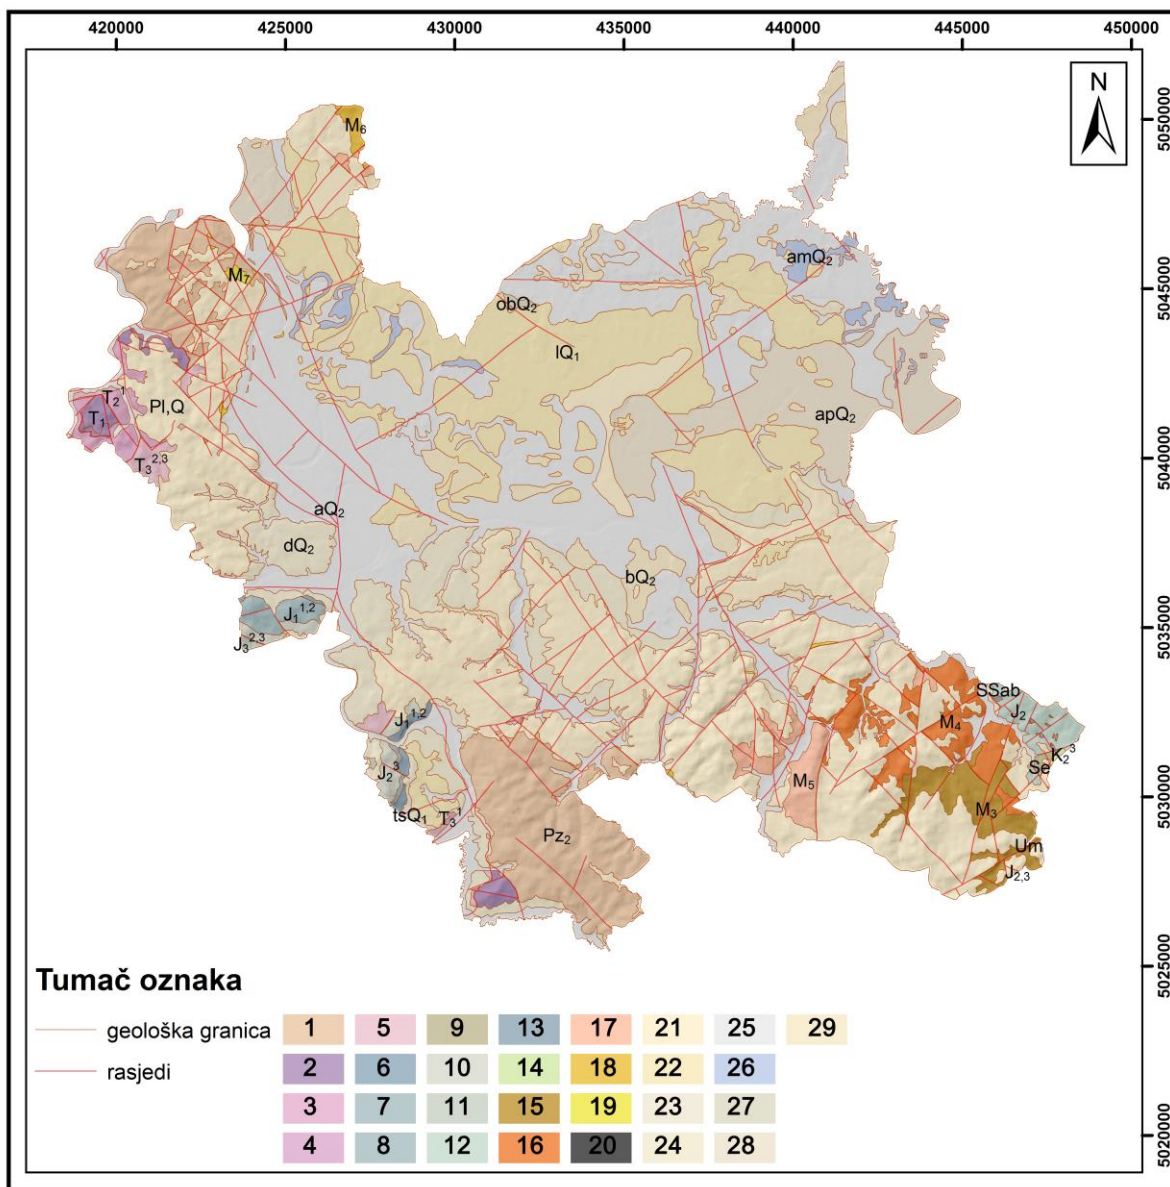 420000 425000 430000 435000 440000 445000 450000
N
5050000
5045000
5040000
5035000
5030000
5025000
5020000
M₆
amQ₂
M₇
obQ₂
lQ₁
T₂¹
Pl,Q
T₁
apQ₂
T₃²,³
aQ₂
dQ₂
bQ₂
J₁¹,²
J₃²,³
SSab
J₁¹,²
J₂
M₄
K₂³
J₂³
Se
M₅
M₃
tsQ₁
T₃¹
Pz₂
Um
J₂,₃
Tumač oznaka
geološka granica
rasjedi
1 5 9 13 17 21 25 29
2 6 10 14 18 22 26
3 7 11 15 19 23 27
4 8 12 16 20 24 28